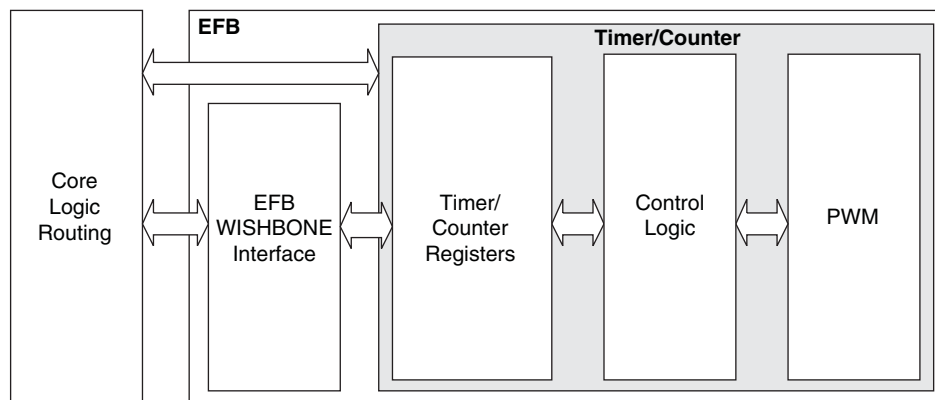 EFB
Timer/Counter
Core
Logic
Routing
EFB
WISHBONE
Interface
Timer/
Counter
Registers
Control
Logic
PWM